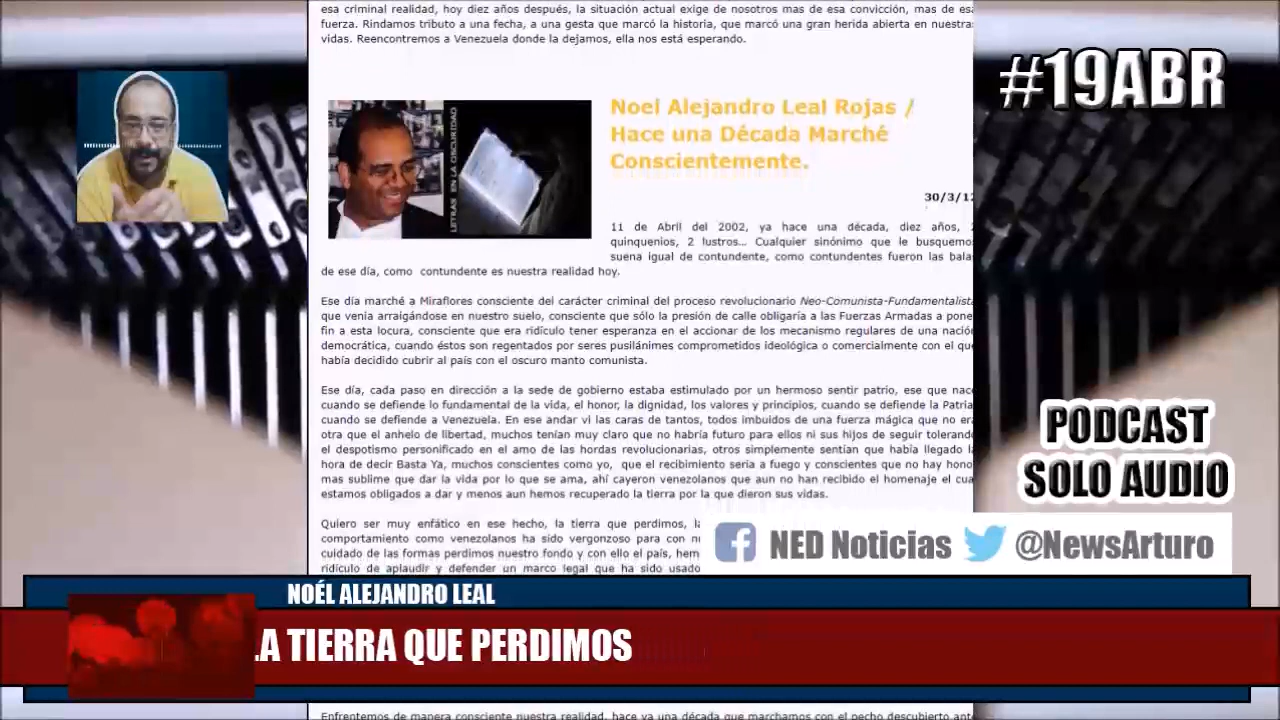 esa criminal realidad, hoy diez años después, la situación actual exige de nosotros mas de esa convicción, mas de esa
fuerza. Rindamos tributo a una fecha, a una gesta que marcó la historia, que marcó una gran herida abierta en nuestras
vidas. Reencontremos a Venezuela donde la dejamos, ella nos está esperando.
#19ABR
LETRAS EN LA OSCURIDAD
Noel Alejandro Leal Rojas /
Hace una Década Marché
Conscientemente.
30/3/12
11 de Abril del 2002, ya hace una década, diez años, 2
quinquenios, 2 lustros... Cualquier sinónimo que le busquemos
suena igual de contundente, como contundentes fueron las balas
de ese día, como contundente es nuestra realidad hoy.
Ese día marché a Miraflores consciente del carácter criminal del proceso revolucionario Neo-Comunista-Fundamentalista
que venía arraigándose en nuestro suelo, consciente que sólo la presión de calle obligaría a las Fuerzas Armadas a poner
fin a esta locura, consciente que era ridículo tener esperanza en el accionar de los mecanismo regulares de una nación
democrática, cuando éstos son regentados por seres pusilánimes comprometidos ideológica o comercialmente con el que
había decidido cubrir al país con el oscuro manto comunista.
Ese día, cada paso en dirección a la sede de gobierno estaba estimulado por un hermoso sentir patrio, ese que nace
cuando se defiende lo fundamental de la vida, el honor, la dignidad, los valores y principios, cuando se defiende la Patria,
cuando se defiende a Venezuela. En ese andar vi las caras de tantos, todos imbuidos de una fuerza mágica que no era
otra que el anhelo de libertad, muchos tenían muy claro que no habría futuro para ellos ni sus hijos de seguir tolerando
el despotismo personificado en el amo de las hordas revolucionarias, otros simplemente sentían que había llegado la
hora de decir Basta Ya, muchos conscientes como yo, que el recibimiento seria a fuego y conscientes que no hay honor
mas sublime que dar la vida por lo que se ama, ahí cayeron venezolanos que aun no han recibido el homenaje el cual
estamos obligados a dar y menos aun hemos recuperado la tierra por la que dieron sus vidas.
PODCAST
SOLO AUDIO
Quiero ser muy enfático en ese hecho, la tierra que perdimos, la
comportamiento como venezolanos ha sido vergonzoso para con
cuidado de las formas perdimos nuestro fondo y con ello el país, hem
ridículo de aplaudir y defender un marco legal que ha sido usado
NED Noticias @NewsArturo
NOÉL ALEJANDRO LEAL
LA TIERRA QUE PERDIMOS
Enfrentemos de manera consciente nuestra realidad, hace ya una década que marchamos con el pecho descubierto ante